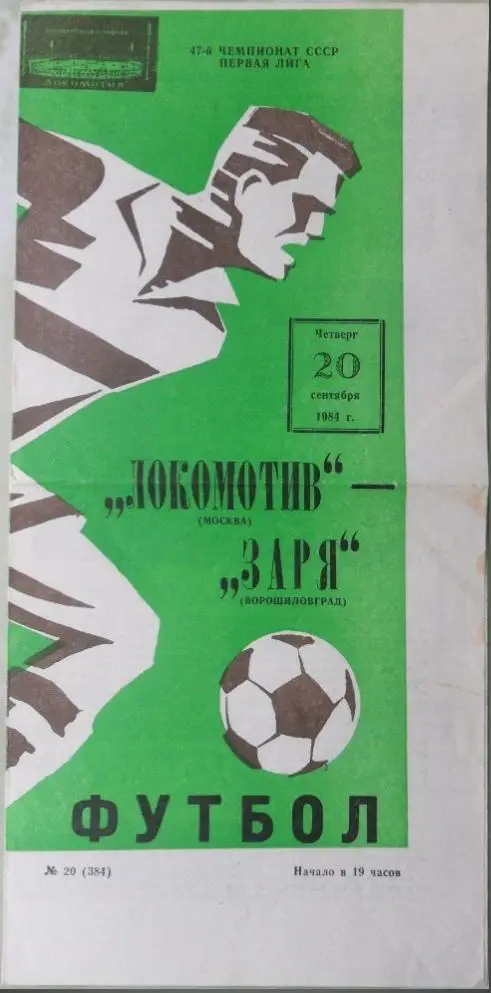 ЛОКОМОТИВ
47-й ЧЕМПИОНАТ СССР
ПЕРВАЯ ЛИГА
Четверг
20
сентября
1984 г.
„ЛОКОМОТИВ“ —
(МОСКВА)
„ЗАРЯ“
(ВОРОШИЛОВГРАД)
ФУТБОЛ
№ 20 (384)
Начало в 19 часов